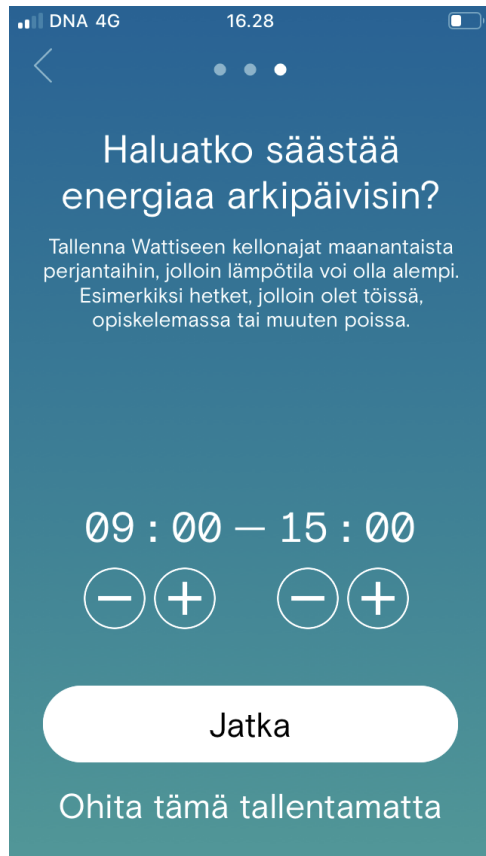 DNA 4G 16.28
Haluatko säästää
energiaa arkipäivisin?
Tallenna Wattiseen kellonajat maanantaista
perjantaihin, jolloin lämpötila voi olla alempi.
Esimerkiksi hetket, jolloin olet töissä,
opiskelemassa tai muuten poissa.
09 : 00 — 15 : 00
Jatka
Ohita tämä tallentamatta